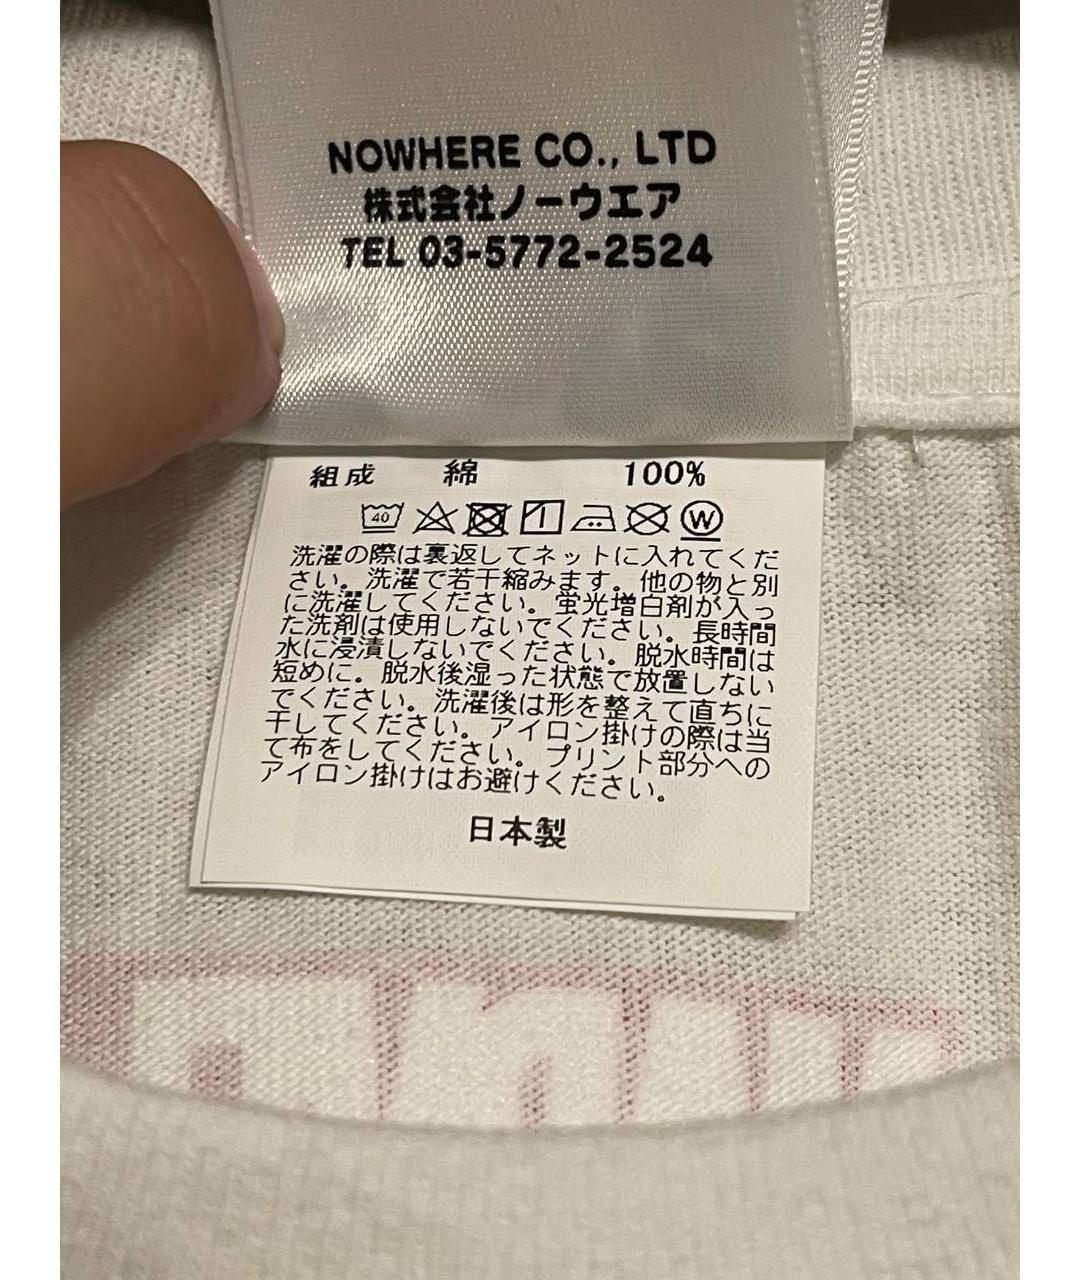 NOWHERE CO., LTD
株式会社ノーウエア
TEL 03-5772-2524
組成 綿 100%
40 W
洗濯の際は裏返してネットに入れてくだ
さい。洗濯で若干縮みます。他の物と別
に洗濯してください。蛍光増白剤が入っ
た洗剤は使用しないでください。長時間
水に浸漬しないでください。脱水時間は
短めに。脱水後湿った状態で放置しない
でください。洗濯後は形を整えて直ちに
干してください。アイロン掛けの際は当
て布をしてください。プリント部分への
アイロン掛けはお避けください。
日本製